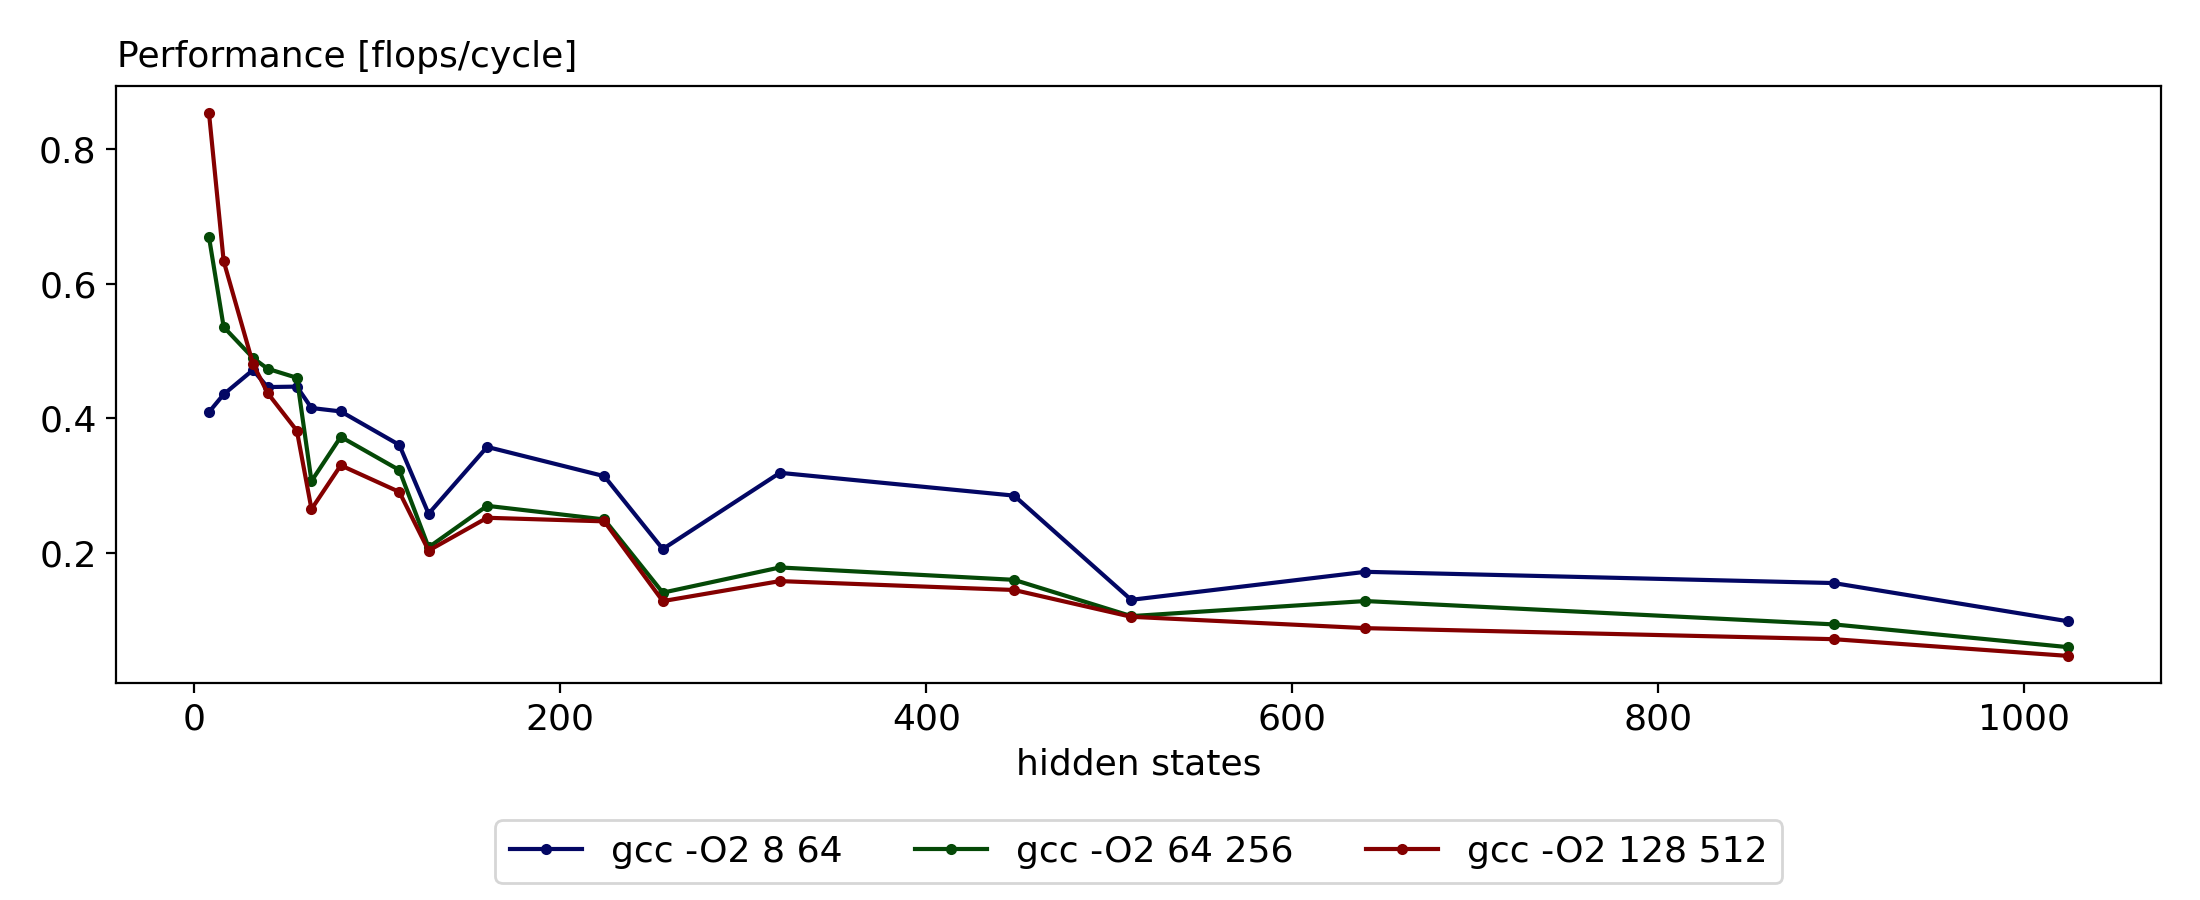 Performance [flops/cycle]
0.8
0.6
0.4
0.2
0 200 400 600 800 1000
hidden states
gcc -O2 8 64 gcc -O2 64 256 gcc -O2 128 512